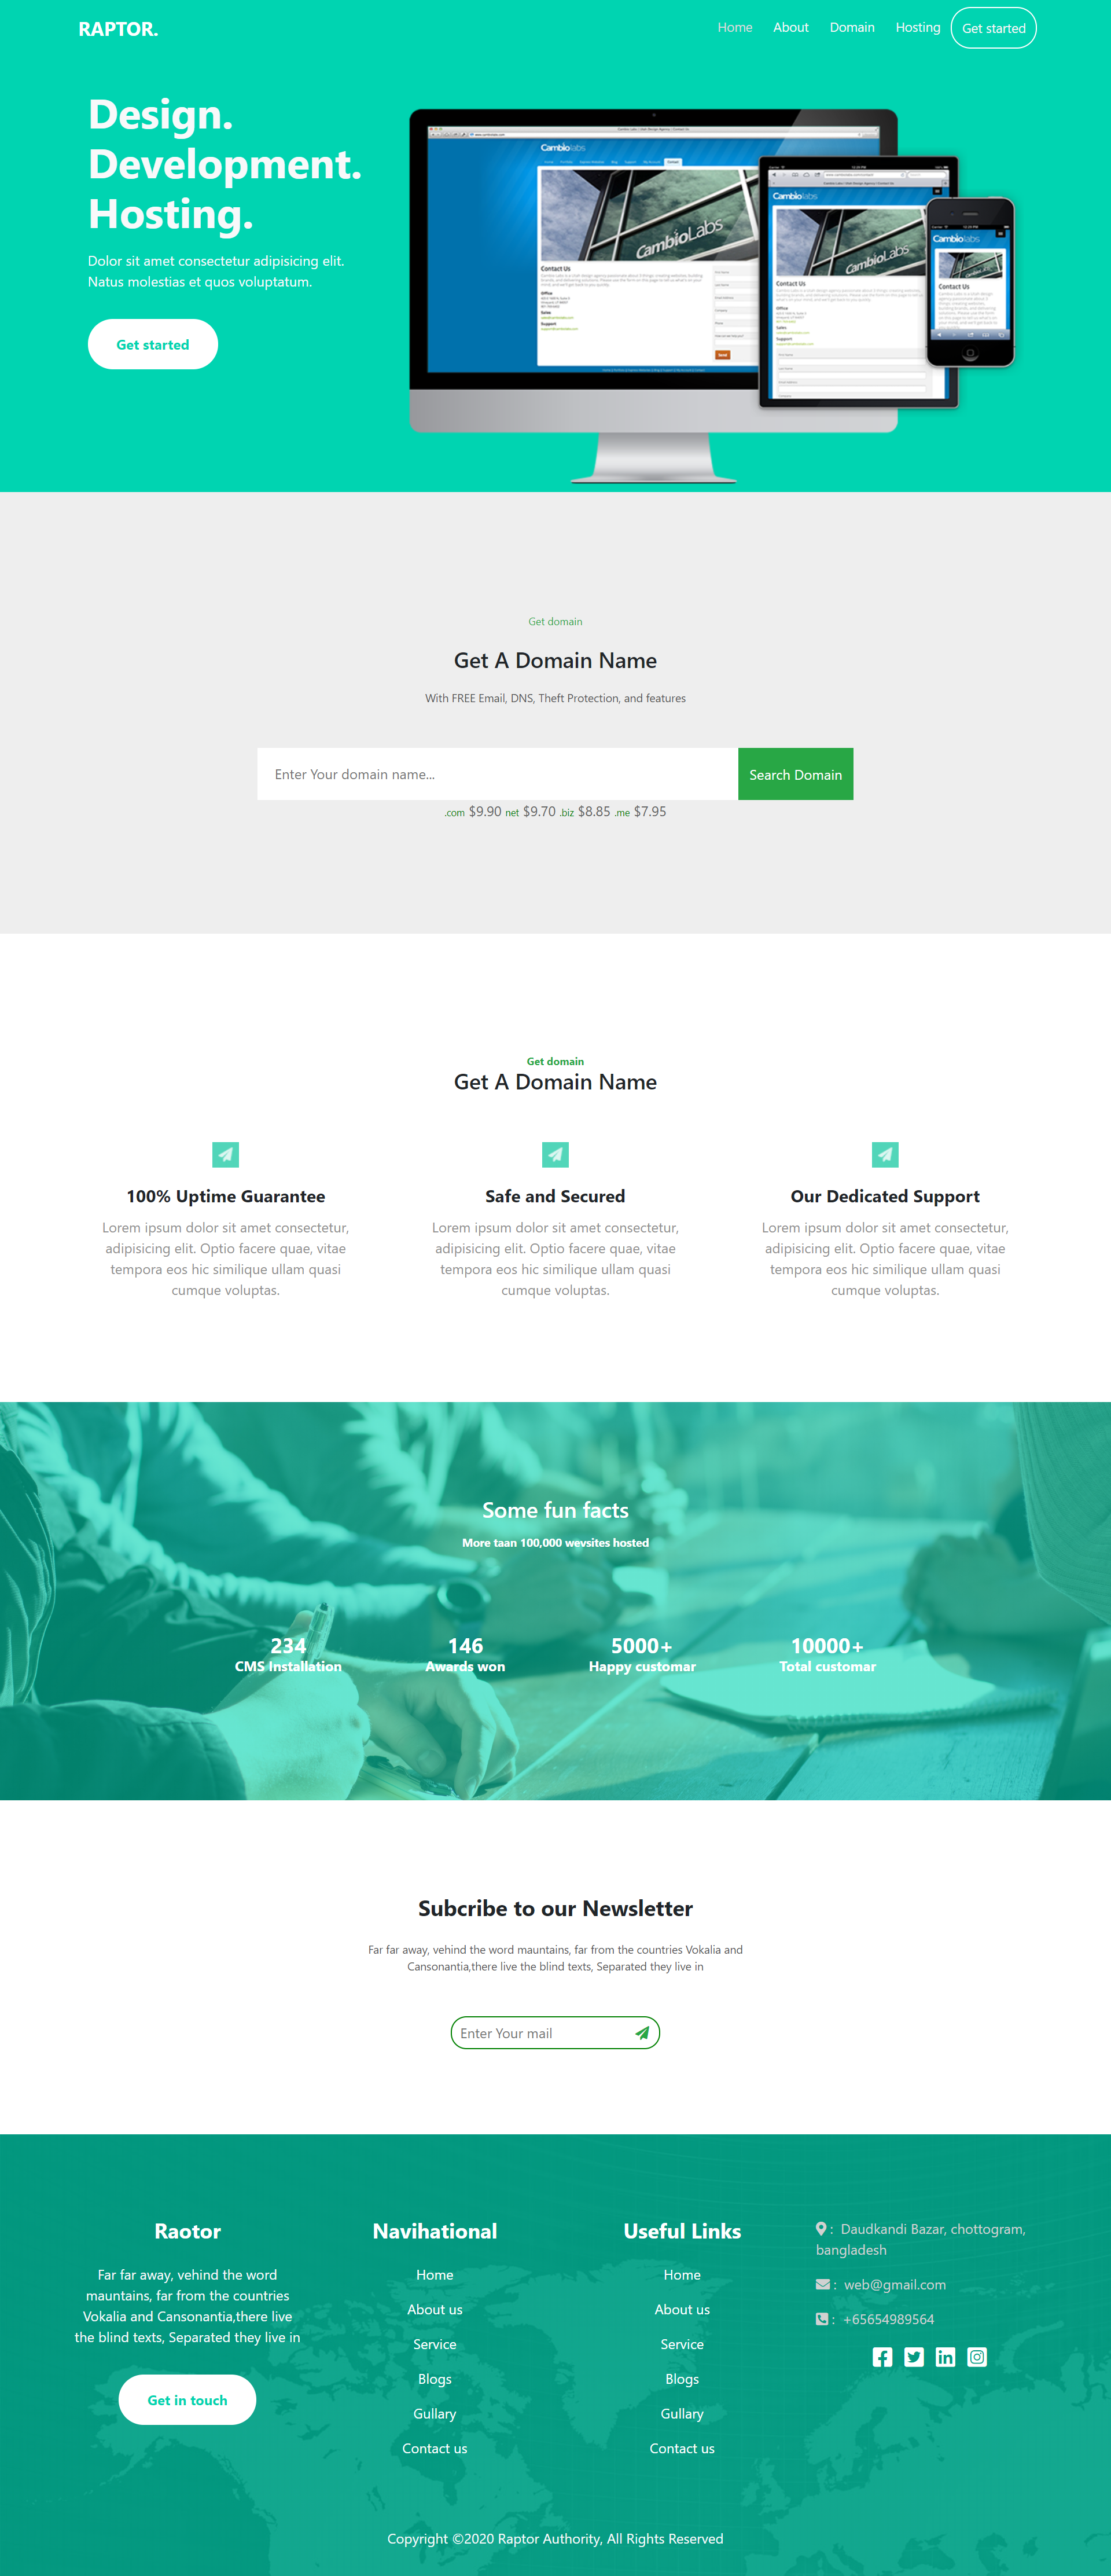 RAPTOR.
Home About Domain Hosting Get started
Design.
Development.
Hosting.
Dolor sit amet consectetur adipisicing elit.
Natus molestias et quos voluptatum.
Get started
Cambiolabs
CambioLabs
Contact Us
Cambiolabs
CambioLabs
Contact Us
Cambiolabs
Contact Us
Get domain
Get A Domain Name
With FREE Email, DNS, Theft Protection, and features
Enter Your domain name...
Search Domain
.com $9.90 net $9.70 .biz $8.85 .me $7.95
Get domain
Get A Domain Name
100% Uptime Guarantee
Lorem ipsum dolor sit amet consectetur,
adipisicing elit. Optio facere quae, vitae
tempora eos hic similique ullam quasi
cumque voluptas.
Safe and Secured
Lorem ipsum dolor sit amet consectetur,
adipisicing elit. Optio facere quae, vitae
tempora eos hic similique ullam quasi
cumque voluptas.
Our Dedicated Support
Lorem ipsum dolor sit amet consectetur,
adipisicing elit. Optio facere quae, vitae
tempora eos hic similique ullam quasi
cumque voluptas.
Some fun facts
More taan 100,000 wevsites hosted
234
CMS Installation
146
Awards won
5000+
Happy customar
10000+
Total customar
Subcribe to our Newsletter
Far far away, vehind the word mauntains, far from the countries Vokalia and
Cansonantia,there live the blind texts, Separated they live in
Enter Your mail
Raotor
Far far away, vehind the word
mauntains, far from the countries
Vokalia and Cansonantia,there live
the blind texts, Separated they live in
Get in touch
Navihational
Home
About us
Service
Blogs
Gullary
Contact us
Useful Links
Home
About us
Service
Blogs
Gullary
Contact us
: Daudkandi Bazar, chottogram,
bangladesh
: web@gmail.com
: +65654989564
Copyright ©2020 Raptor Authority, All Rights Reserved